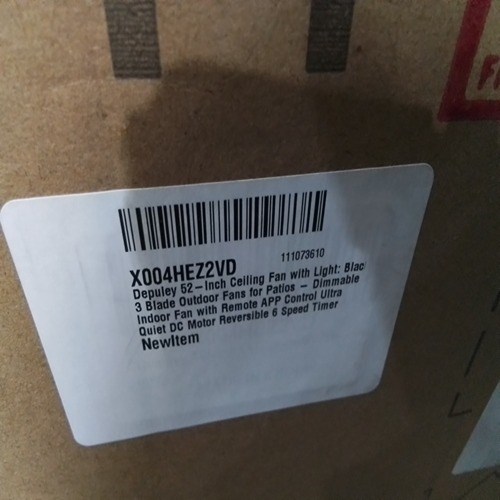 X004HEZ2VD
111073610
Depuley 52-Inch Ceiling Fan with Light: Blac
3 Blade Outdoor Fans for Patios - Dimmable
Indoor Fan with Remote APP Control Ultra
Quiet DC Motor Reversible 6 Speed Timer
NewItem